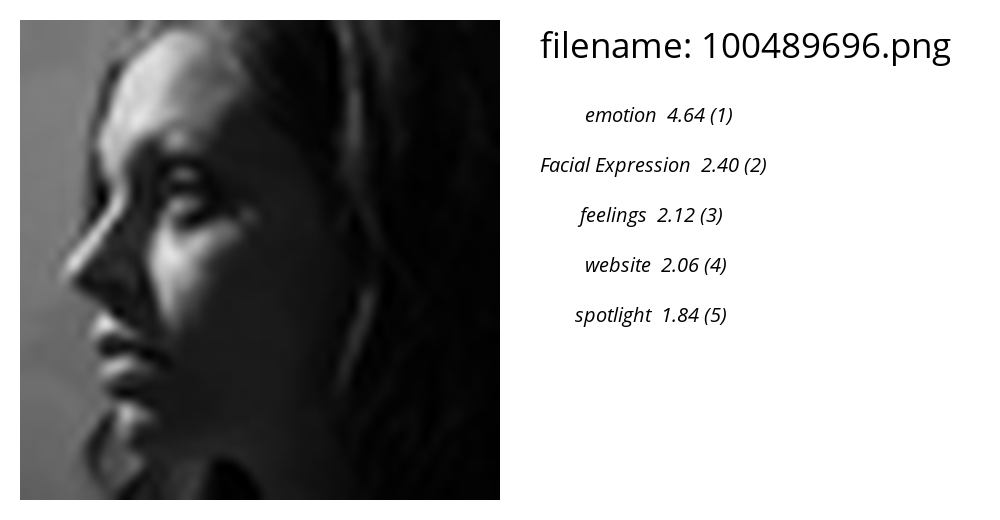 filename: 100489696.png
emotion 4.64 (1)
Facial Expression 2.40 (2)
feelings 2.12 (3)
website 2.06 (4)
spotlight 1.84 (5)